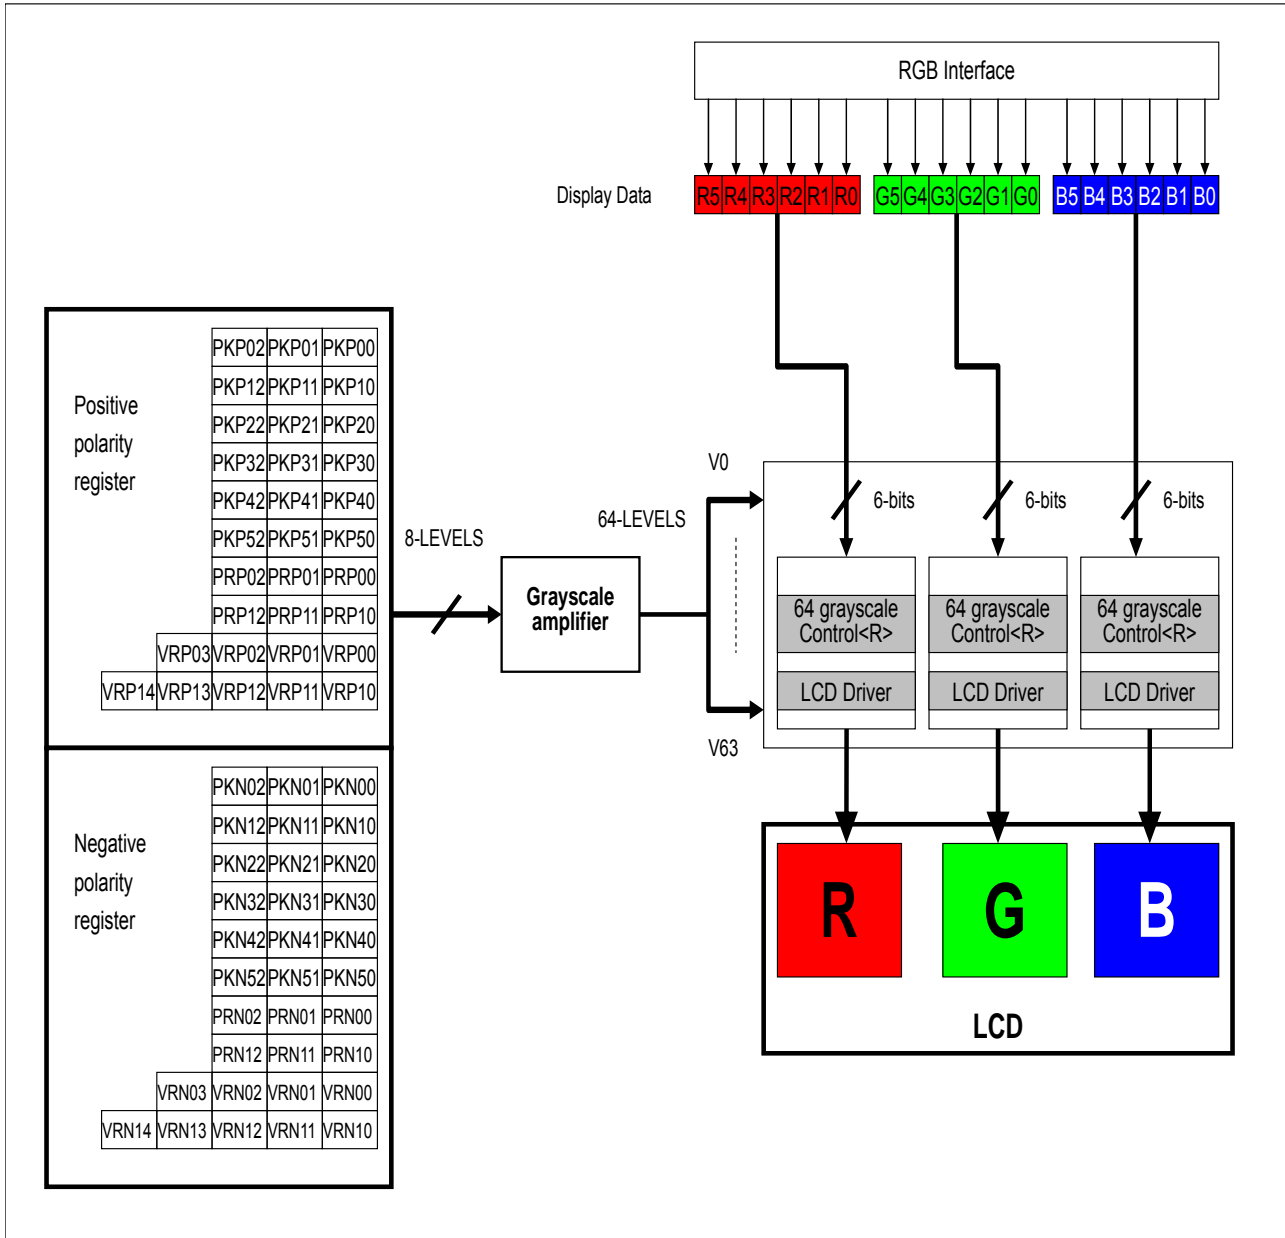 RGB Interface
Display Data
R5 R4 R3 R2 R1 R0 G5 G4 G3 G2 G1 G0 B5 B4 B3 B2 B1 B0
Positive
polarity
register
PKP02 PKP01 PKP00
PKP12 PKP11 PKP10
PKP22 PKP21 PKP20
PKP32 PKP31 PKP30
PKP42 PKP41 PKP40
PKP52 PKP51 PKP50
PRP02 PRP01 PRP00
PRP12 PRP11 PRP10
VRP03 VRP02 VRP01 VRP00
VRP14 VRP13 VRP12 VRP11 VRP10
8-LEVELS
Grayscale
amplifier
64-LEVELS
V0
V63
6-bits 6-bits 6-bits
64 grayscale
Control<R>
LCD Driver
64 grayscale
Control<R>
LCD Driver
64 grayscale
Control<R>
LCD Driver
Negative
polarity
register
PKN02 PKN01 PKN00
PKN12 PKN11 PKN10
PKN22 PKN21 PKN20
PKN32 PKN31 PKN30
PKN42 PKN41 PKN40
PKN52 PKN51 PKN50
PRN02 PRN01 PRN00
PRN12 PRN11 PRN10
VRN03 VRN02 VRN01 VRN00
VRN14 VRN13 VRN12 VRN11 VRN10
R G B
LCD